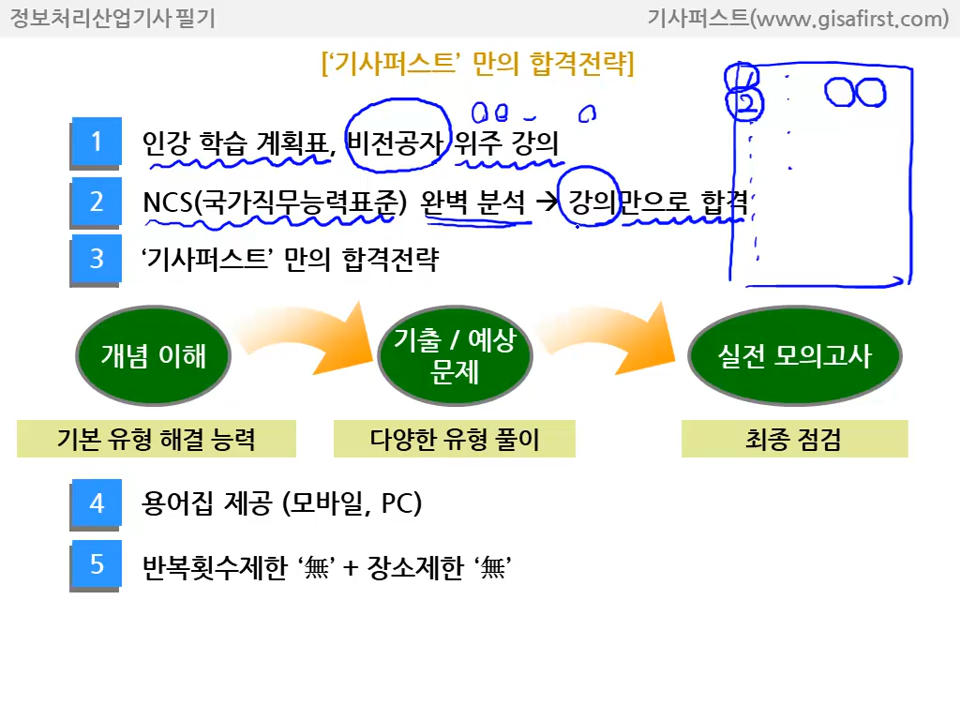 정보처리산업기사 필기
기사퍼스트(www.gisafirst.com)
[‘기사퍼스트’ 만의 합격전략]
1
2
1 인강 학습 계획표, 비전공자 위주 강의
2 NCS(국가직무능력표준) 완벽 분석 → 강의만으로 합격
3 ‘기사퍼스트’ 만의 합격전략
개념 이해
기출 / 예상
문제
실전 모의고사
기본 유형 해결 능력
다양한 유형 풀이
최종 점검
4 용어집 제공 (모바일, PC)
5 반복횟수제한 ‘無’ + 장소제한 ‘無’